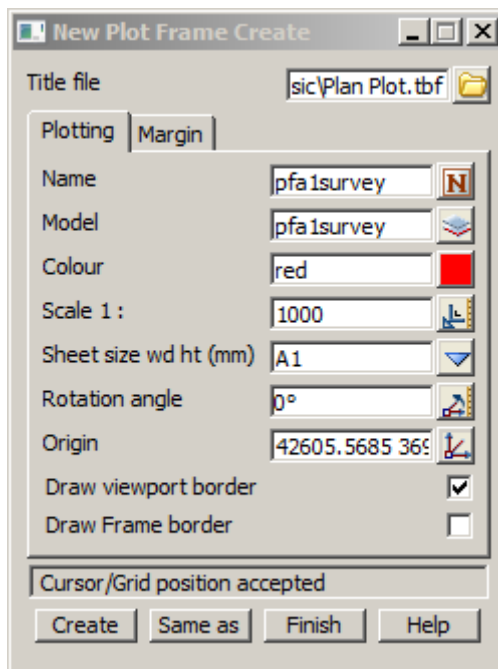 New Plot Frame Create
Title file sic\Plan Plot.tbf
Plotting Margin
Name pfa1survey N
Model pfa1survey
Colour red
Scale 1 : 1000
Sheet size wd ht (mm) A1
Rotation angle 0°
Origin 42605.5685 369
Draw viewport border
Draw Frame border
Cursor/Grid position accepted
Create Same as Finish Help